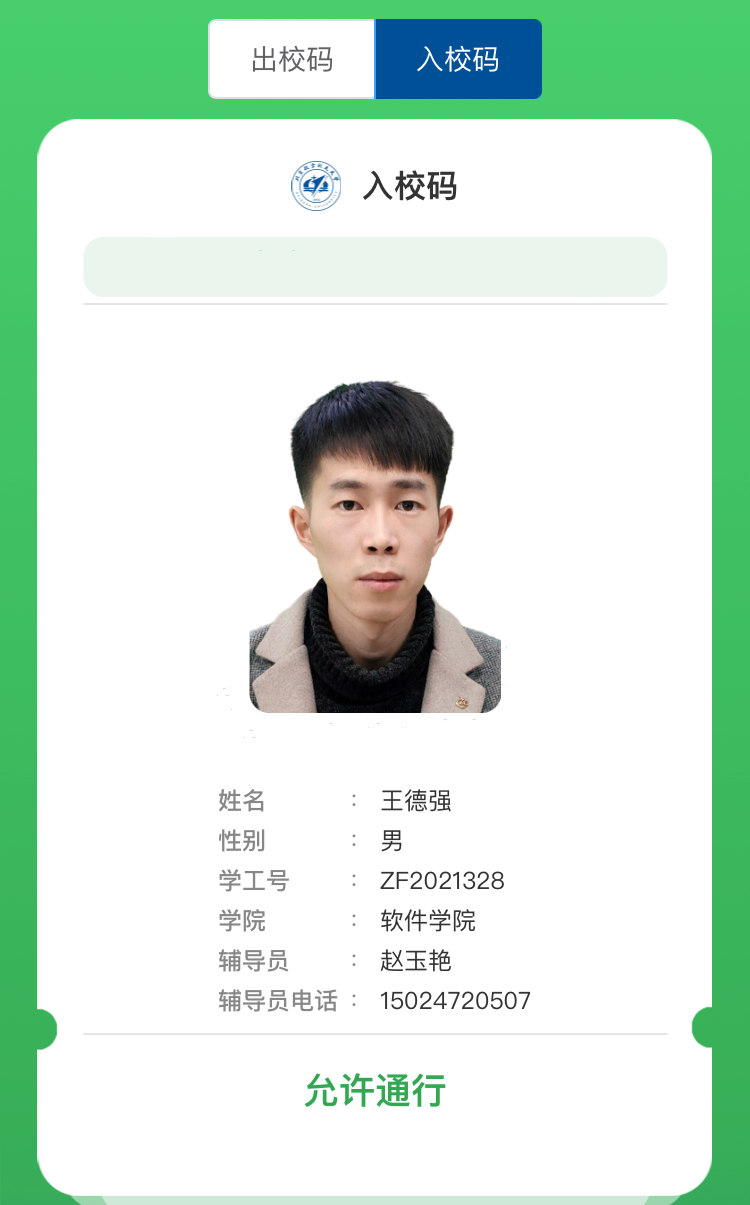 出校码 入校码
入校码
姓名 : 王德强
性别 : 男
学工号 : ZF2021328
学院 : 软件学院
辅导员 : 赵玉艳
辅导员电话 : 15024720507
允许通行